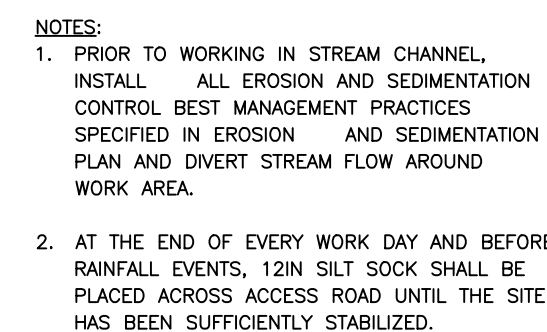 NOTES:
1. PRIOR TO WORKING IN STREAM CHANNEL,
INSTALL ALL EROSION AND SEDIMENTATION
CONTROL BEST MANAGEMENT PRACTICES
SPECIFIED IN EROSION AND SEDIMENTATION
PLAN AND DIVERT STREAM FLOW AROUND
WORK AREA.
2. AT THE END OF EVERY WORK DAY AND BEFORE
RAINFALL EVENTS, 12IN SILT SOCK SHALL BE
PLACED ACROSS ACCESS ROAD UNTIL THE SITE
HAS BEEN SUFFICIENTLY STABILIZED.